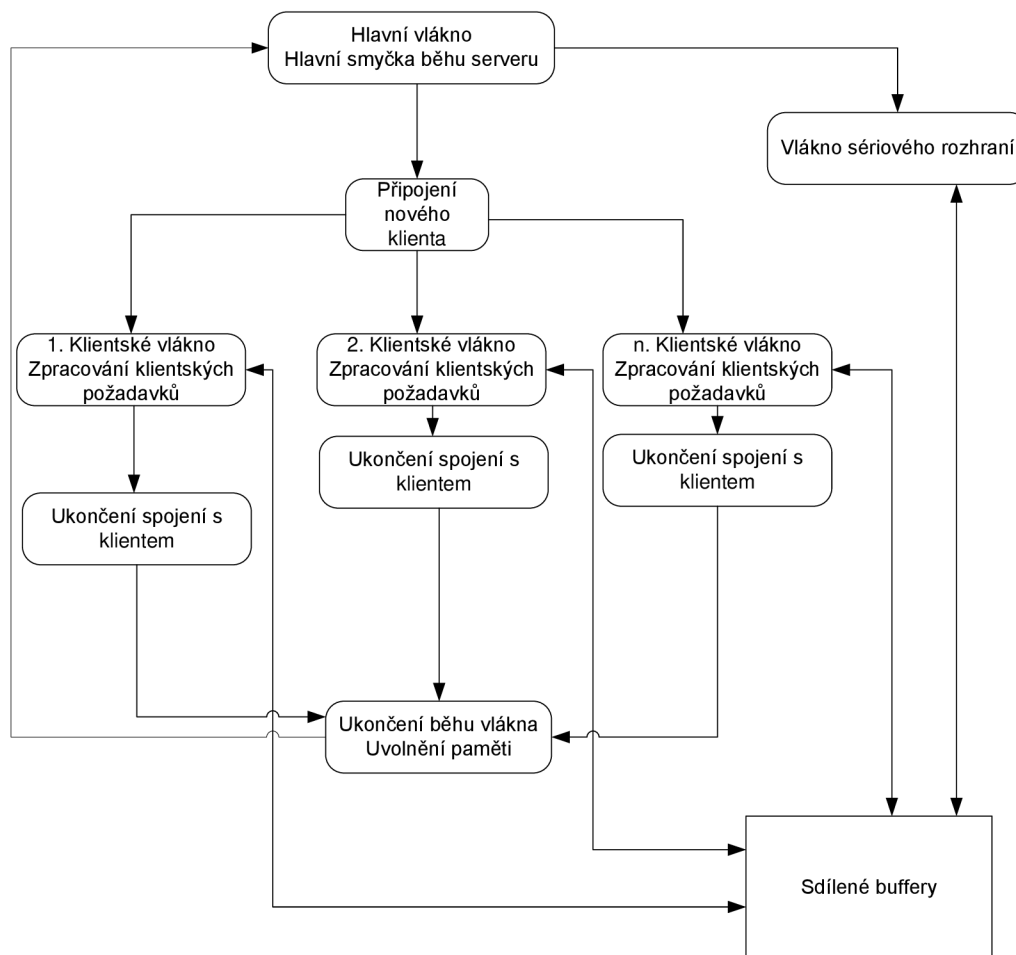 Hlavní vlákno
Hlavní smyčka běhu serveru
Vlákno sériového rozhraní
Připojení
nového
klienta
1. Klientské vlákno
Zpracování klientských
požadavků
2. Klientské vlákno
Zpracování klientských
požadavků
n. Klientské vlákno
Zpracování klientských
požadavků
Ukončení spojení s
klientem
Ukončení spojení s
klientem
Ukončení spojení s
klientem
Ukončení běhu vlákna
Uvolnění paměti
Sdílené buffery